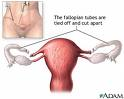 The fallopian tubes are
tied off and cut apart
ADAM